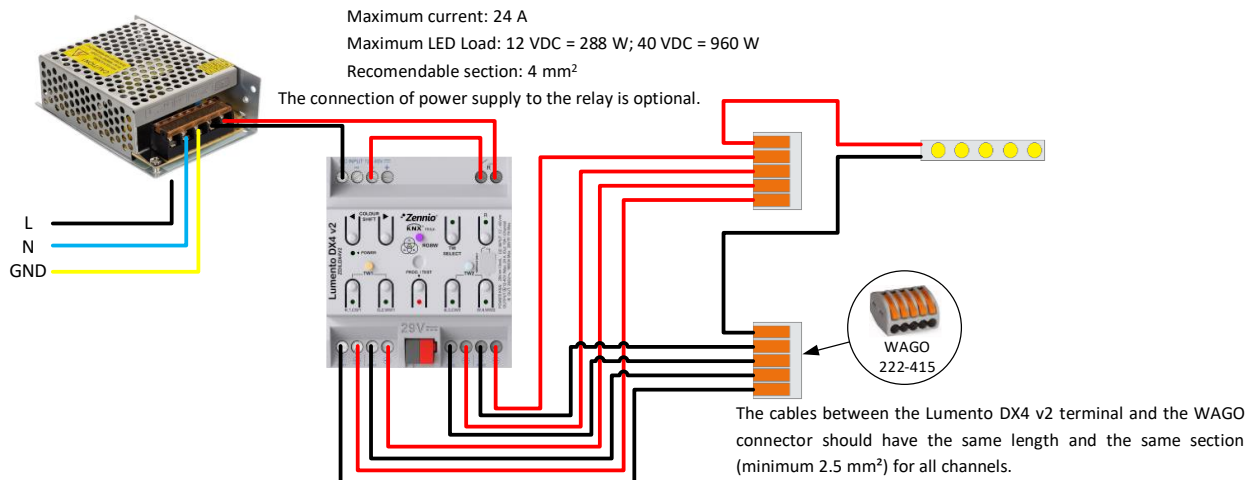 Maximum current: 24 A
Maximum LED Load: 12 VDC = 288 W; 40 VDC = 960 W
Recomendable section: 4 mm²
The connection of power supply to the relay is optional.
L
N
GND
COLOUR
SHIFT
Zennio
KNX
RGBW
R
TW
SELECT
POWER
TW1
PROG. / TEST
TW2
Lumento DX4 v2
29V
WAGO
222-415
The cables between the Lumento DX4 v2 terminal and the WAGO
connector should have the same length and the same section
(minimum 2.5 mm²) for all channels.